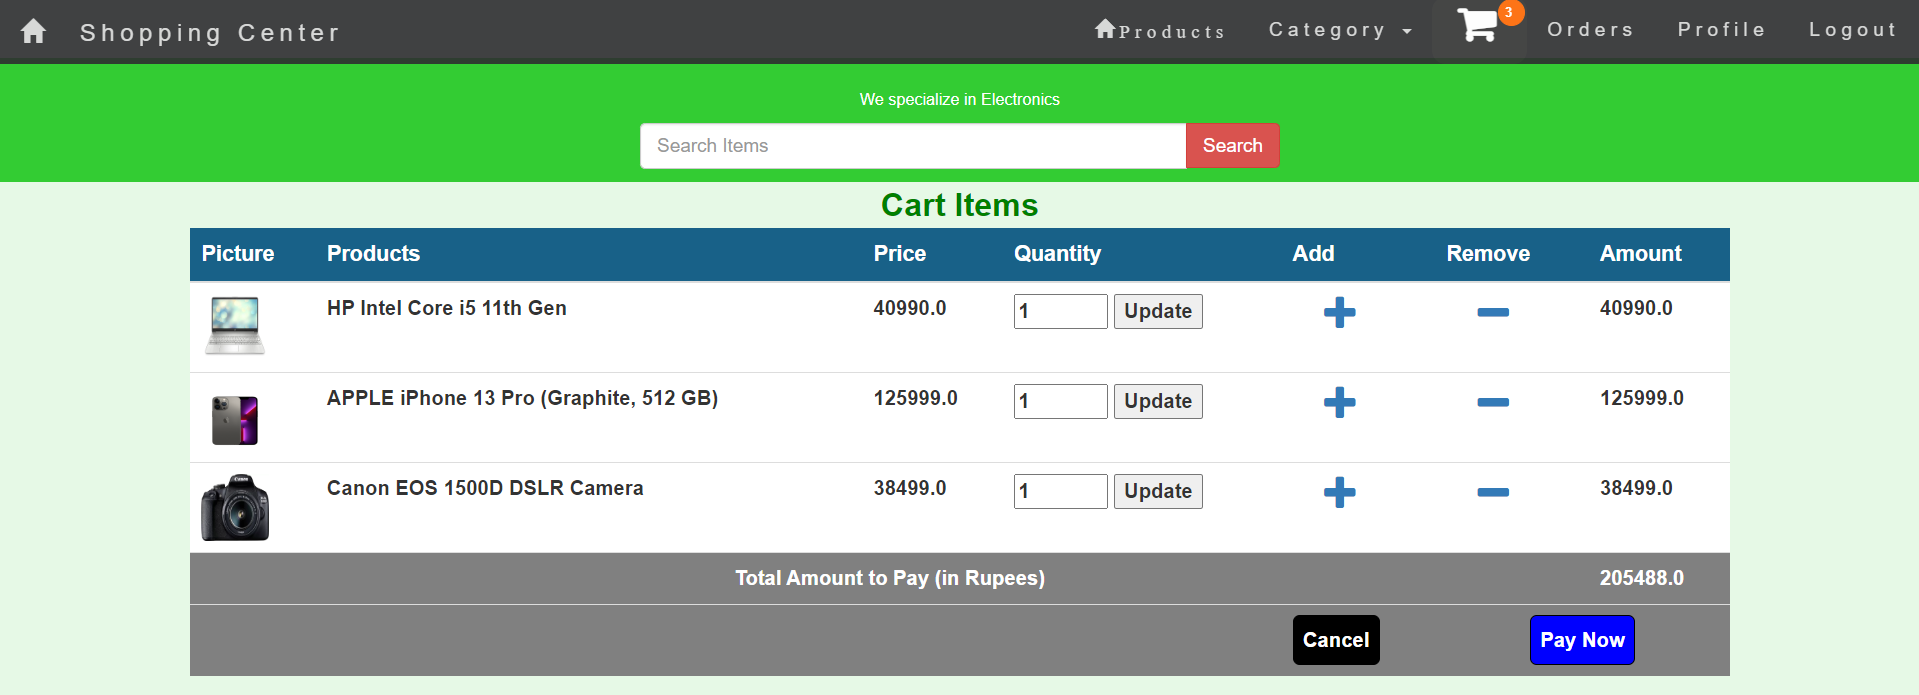 Shopping Center Products Category 3 Orders Profile Logout
We specialize in Electronics
Search Items Search
Cart Items
Picture Products Price Quantity Add Remove Amount
HP Intel Core i5 11th Gen 40990.0 1 Update 40990.0
APPLE iPhone 13 Pro (Graphite, 512 GB) 125999.0 1 Update 125999.0
Canon EOS 1500D DSLR Camera 38499.0 1 Update 38499.0
Total Amount to Pay (in Rupees) 205488.0
Cancel Pay Now